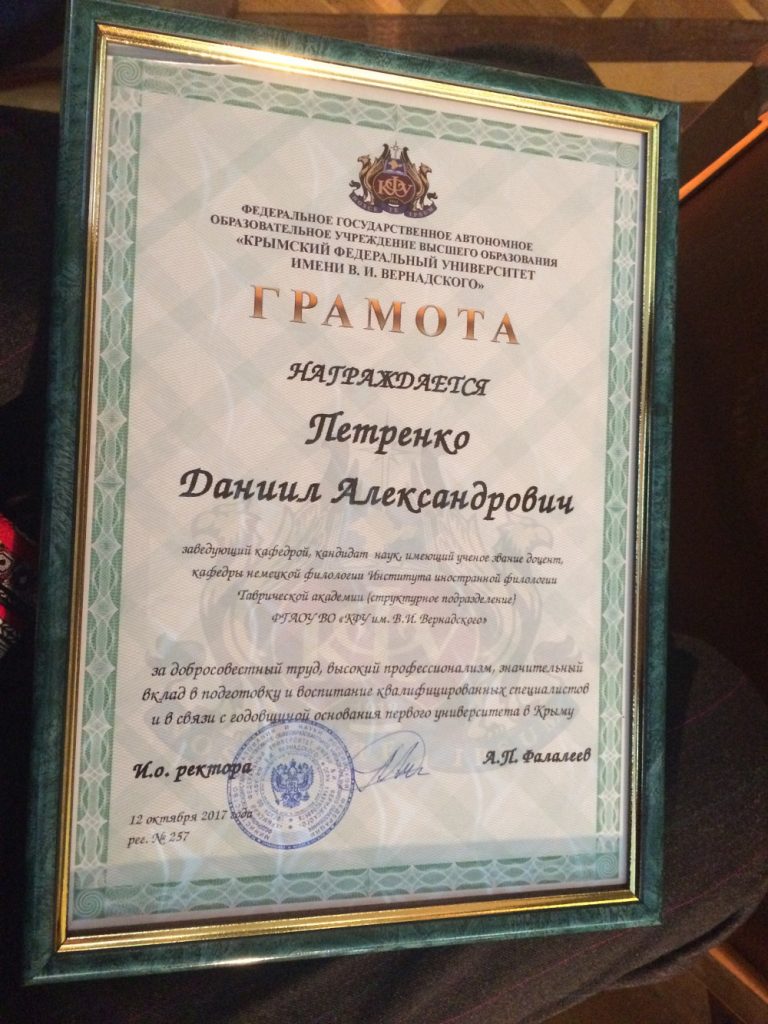 КФУ
ФЕДЕРАЛЬНОЕ ГОСУДАРСТВЕННОЕ АВТОНОМНОЕ
ОБРАЗОВАТЕЛЬНОЕ УЧРЕЖДЕНИЕ ВЫСШЕГО ОБРАЗОВАНИЯ
«КРЫМСКИЙ ФЕДЕРАЛЬНЫЙ УНИВЕРСИТЕТ
ИМЕНИ В. И. ВЕРНАДСКОГО»
ГРАМОТА
НАГРАЖДАЕТСЯ
Петренко
Даниил Александрович
заведующий кафедрой, кандидат наук, имеющий ученое звание доцент,
кафедры немецкой филологии Института иностранной филологии
Таврической академии (структурное подразделение)
ФГАОУ ВО «КФУ им. В.И. Вернадского»
за добросовестный труд, высокий профессионализм, значительный
вклад в подготовку и воспитание квалифицированных специалистов
и в связи с годовщиной основания первого университета в Крыму
И.о. ректора
А.П. Фалалеев
12 октября 2017 года
рег. № 257